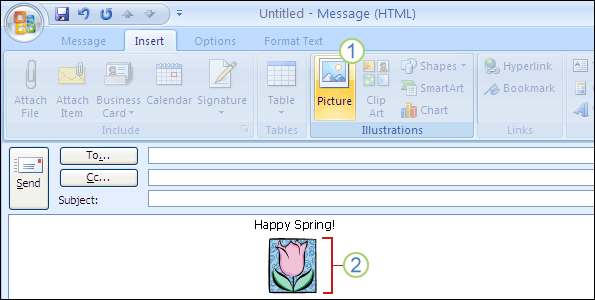 Untitled - Message (HTML)
Message Insert Options Format Text
1
Attach File
Attach Item
Business Card
Calendar
Signature
Include
Table
Tables
Picture
Clip Art
Shapes
SmartArt
Chart
Illustrations
Hyperlink
Bookmark
Links
Send
To...
Cc...
Subject:
Happy Spring!
2